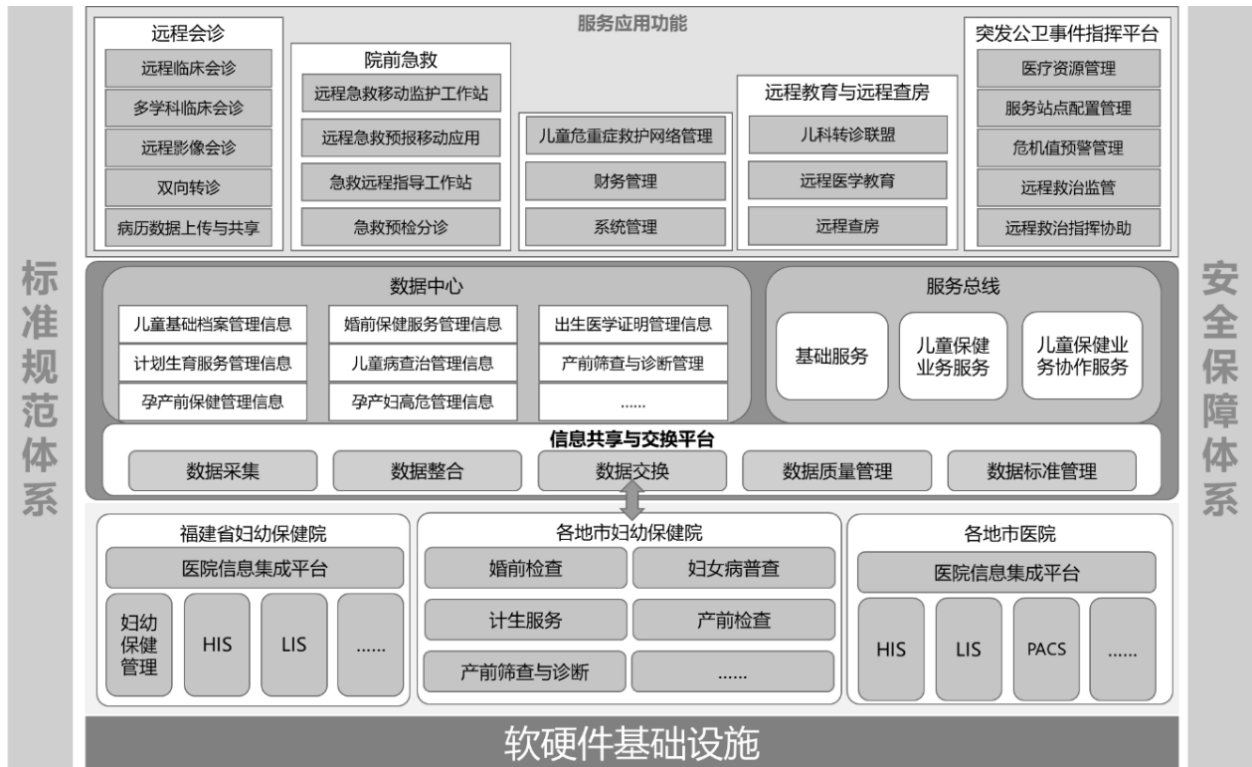 服务应用功能
远程会诊
远程临床会诊
多学科临床会诊
远程影像会诊
双向转诊
病历数据上传与共享
院前急救
远程急救移动监护工作站
远程急救预报移动应用
急救远程指导工作站
急救预检分诊
儿童危重症救护网络管理
财务管理
系统管理
远程教育与远程查房
儿科转诊联盟
远程医学教育
远程查房
突发公卫事件指挥平台
医疗资源管理
服务站点配置管理
危机值预警管理
远程救治监管
远程救治指挥协助
标准规范体系
安全保障体系
数据中心
儿童基础档案管理信息
婚前保健服务管理信息
出生医学证明管理信息
计划生育服务管理信息
儿童病查治管理信息
产前筛查与诊断管理
孕产前保健管理信息
孕产妇高危管理信息
......
服务总线
基础服务
儿童保健
业务服务
儿童保健业
务协作服务
信息共享与交换平台
数据采集
数据整合
数据交换
数据质量管理
数据标准管理
福建省妇幼保健院
医院信息集成平台
妇幼
保健
管理
HIS
LIS
......
各地市妇幼保健院
婚前检查
妇女病普查
计生服务
产前检查
产前筛查与诊断
......
各地市医院
医院信息集成平台
HIS
LIS
PACS
......
软硬件基础设施